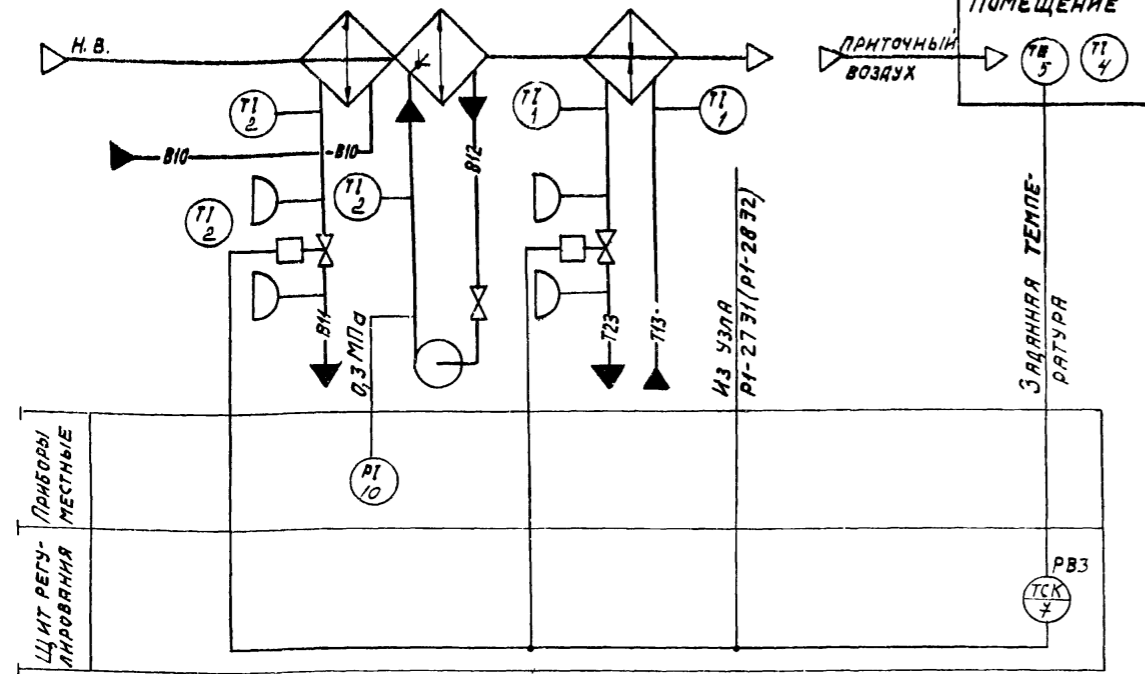 ПОМЕЩЕНИЕ
Н. В.
ПРИТОЧНЫЙ
ВОЗДУХ
TE
5
TI
4
TI
2
TI
1
TI
1
В10
В10
В12
TI
2
TI
2
В11
0,3 МПа
Т23
Т13
ИЗ УЗЛА
Р1-27 Э1 (Р1-28 Э2)
ЗАДАННАЯ ТЕМПЕ-
РАТУРА
ПРИБОРЫ
МЕСТНЫЕ
PI
10
ЩИТ РЕГУ-
ЛИРОВАНИЯ
РВЗ
ТСК
7